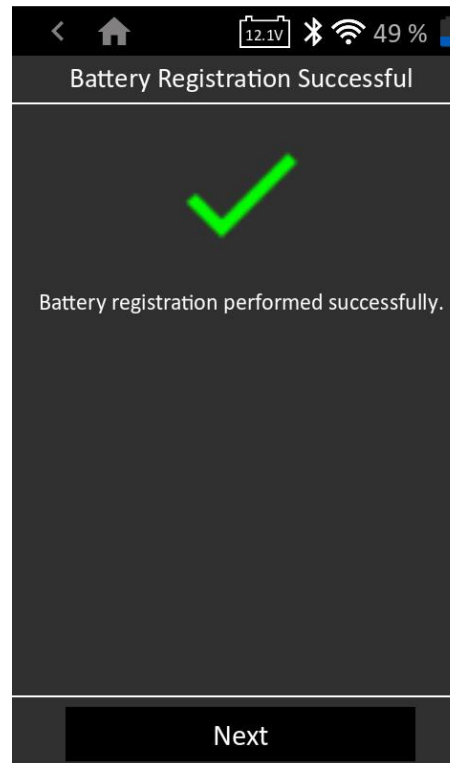 12.1V 49 %
Battery Registration Successful
Battery registration performed successfully.
Next